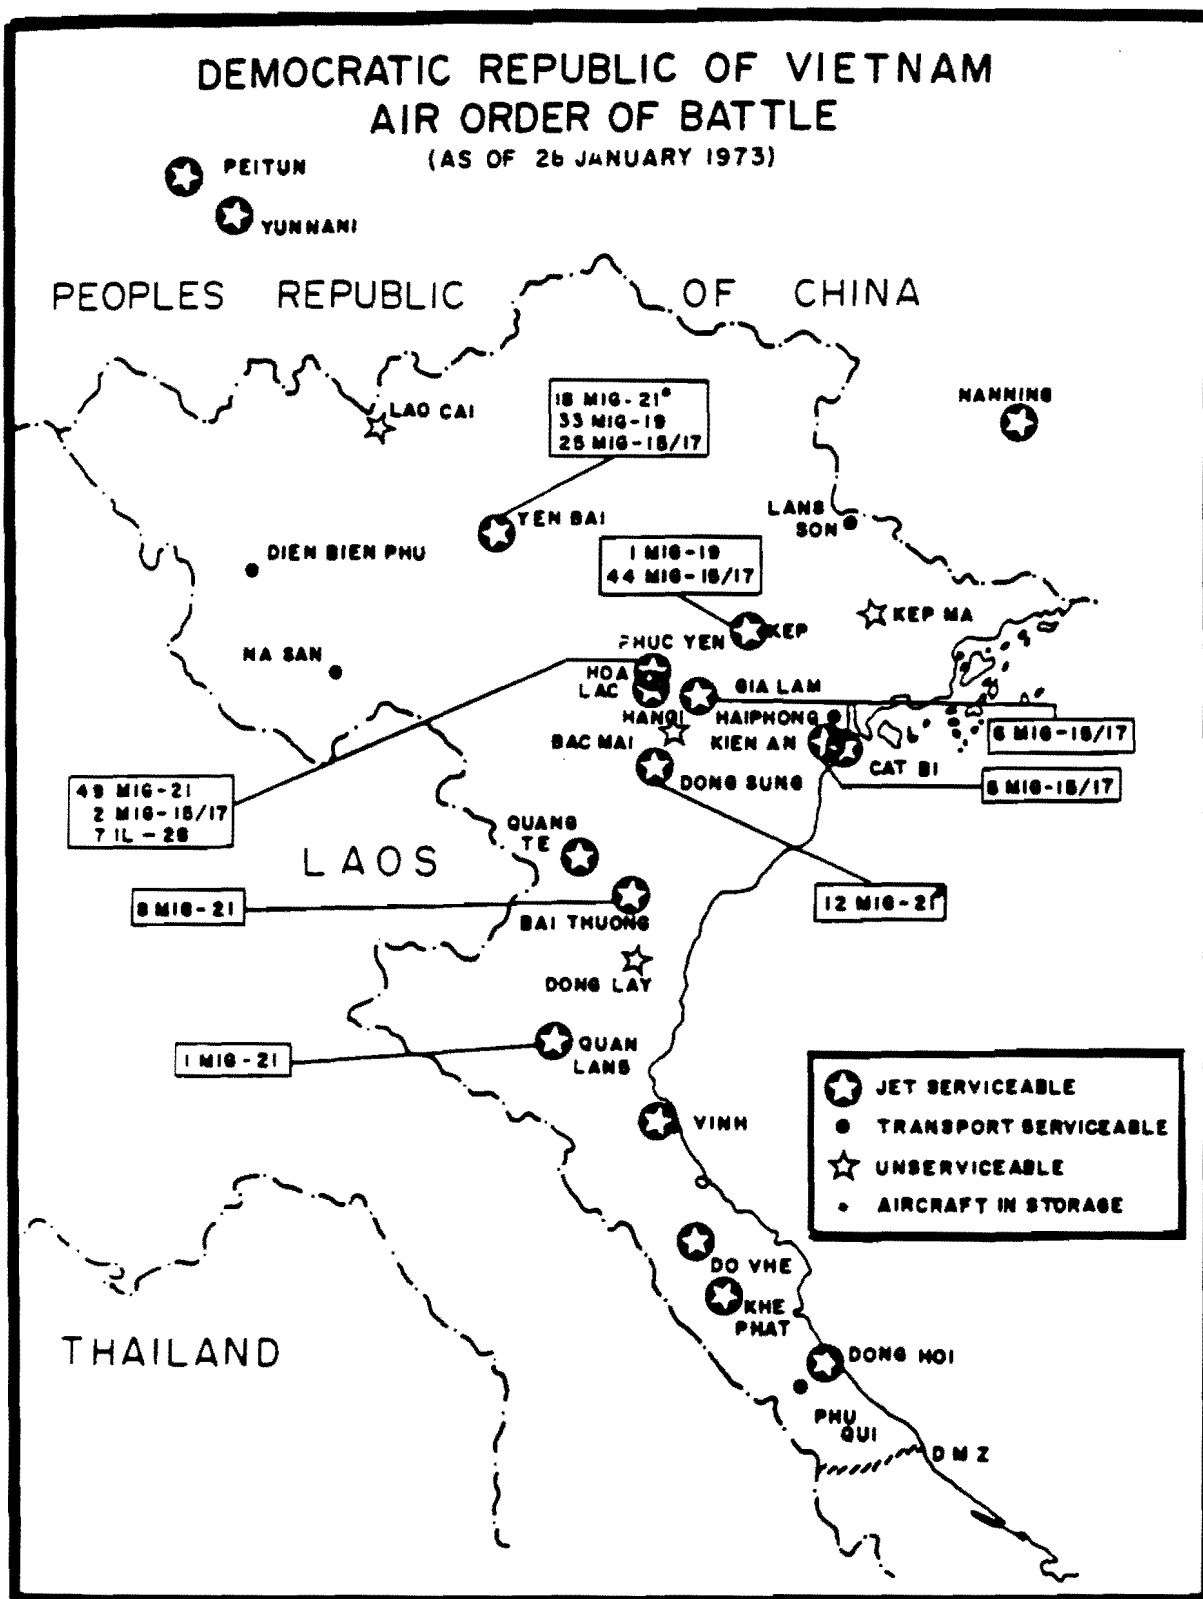 DEMOCRATIC REPUBLIC OF VIETNAM
AIR ORDER OF BATTLE
(AS OF 26 JANUARY 1973)
PEITUN
YUNNANI
PEOPLES REPUBLIC OF CHINA
LAO CAI
18 MIG-21•
33 MIG-19
25 MIG-15/17
NANNING
YEN BAI
LANG
SON
DIEN BIEN PHU
1 MIG-19
44 MIG-15/17
KEP MA
KEP
PHUC YEN
NA SAN
HOA
LAC
GIA LAM
HANOI
HAIPHONG
BAC MAI
KIEN AN
6 MIG-15/17
CAT BI
DONG SUNG
49 MIG-21
2 MIG-15/17
7 IL-28
MIG-15/17
QUANG
TE
LAOS
8 MIG-21
12 MIG-21•
BAI THUONG
DONG LAY
1 MIG-21
QUAN
LANG
JET SERVICEABLE
TRANSPORT SERVICEABLE
UNSERVICEABLE
AIRCRAFT IN STORAGE
VINH
DO VHE
KHE
PHAT
THAILAND
DONG HOI
PHU
QUI
DMZ